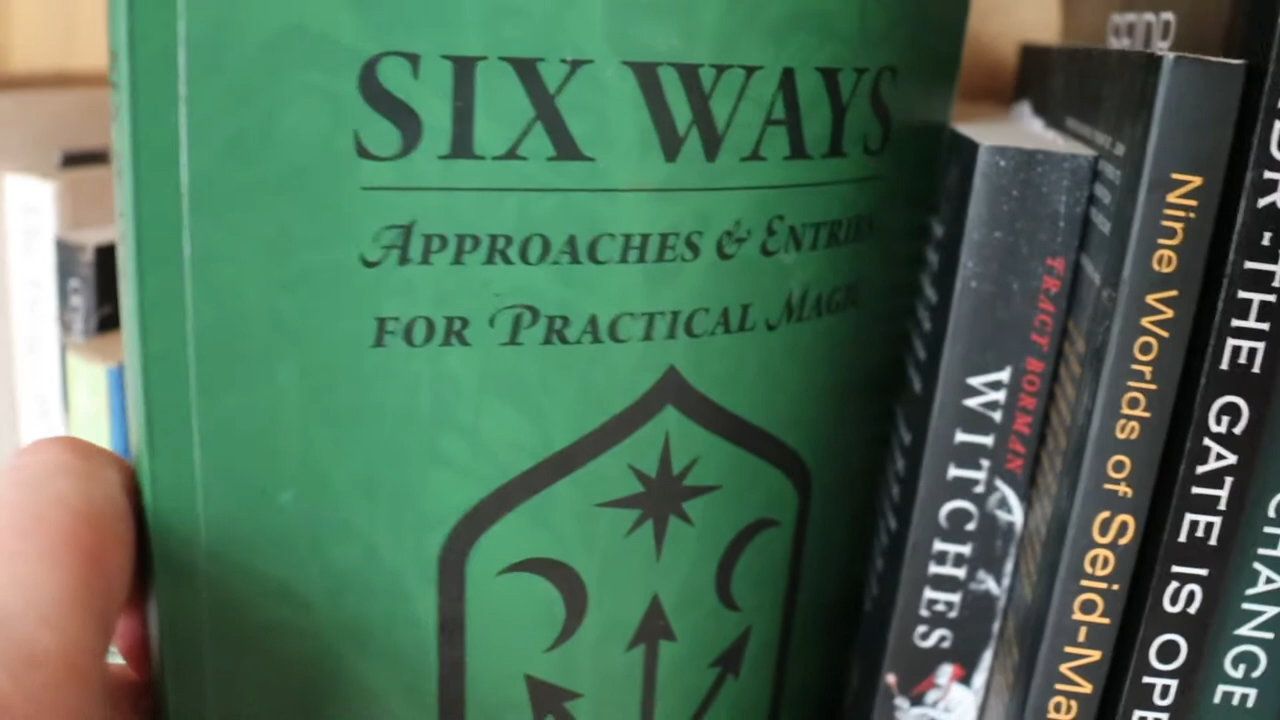 SIX WAYS
APPROACHES & ENTRIES
FOR PRACTICAL MAGIC
TRACY BORMAN
WITCHES
Nine Worlds of Seid-Ma
THE GATE IS OPE
CHANGE